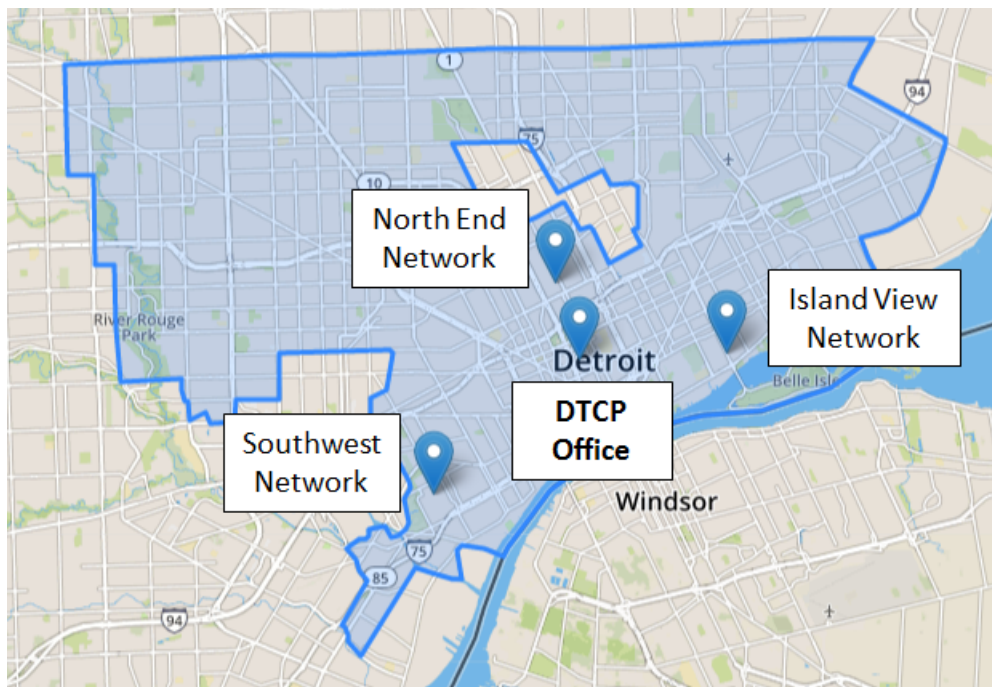 1
94
75
10
North End
Network
Island View
Network
River Rouge
Park
Detroit
Belle Isl
DTCP
Office
Southwest
Network
Windsor
75
85
94